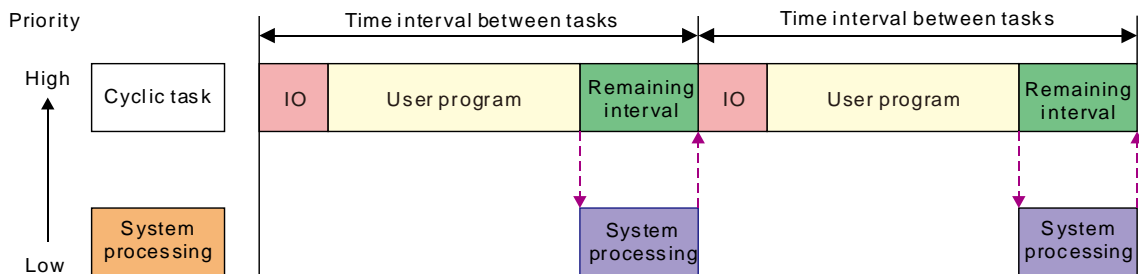 Priority
Time interval between tasks
Time interval between tasks
High
Cyclic task
IO
User program
Remaining
interval
IO
User program
Remaining
interval
System
processing
System
processing
System
processing
Low